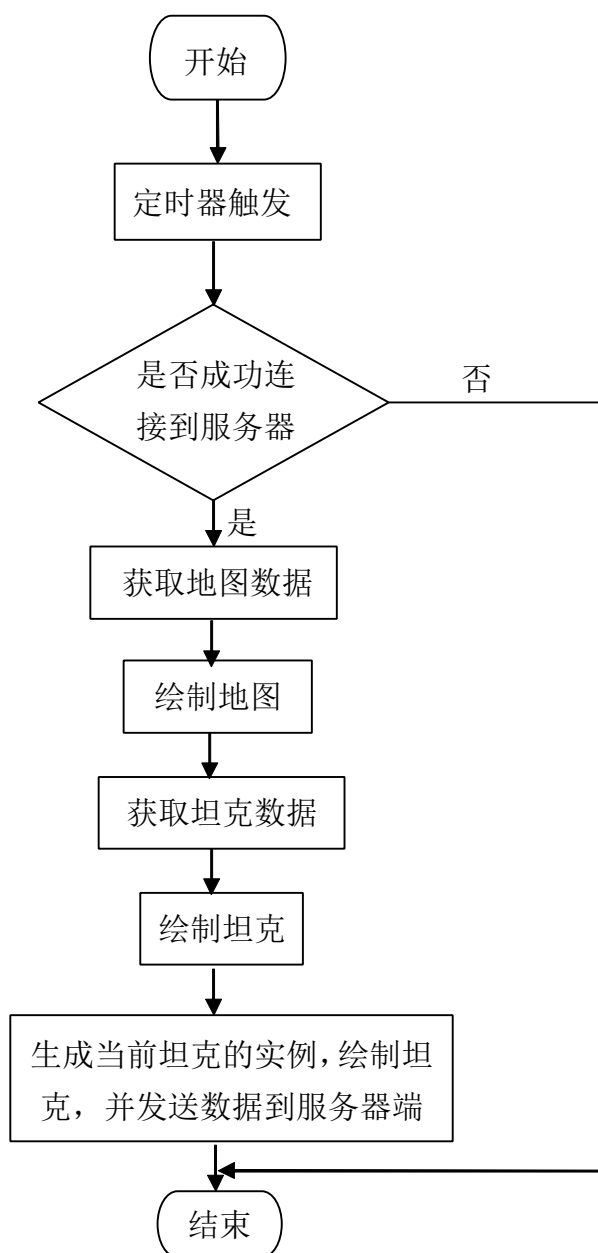 开始
定时器触发
是否成功连
接到服务器
否
是
获取地图数据
绘制地图
获取坦克数据
绘制坦克
生成当前坦克的实例，绘制坦
克，并发送数据到服务器端
结束